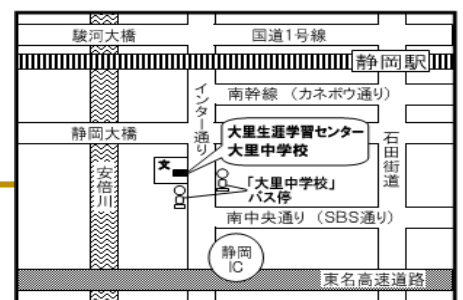 駿河大橋
国道1号線
静岡駅
南幹線（カネボウ通り）
インター通り
静岡大橋
大里生涯学習センター
大里中学校
石田街道
文
安倍川
「大里中学校」
バス停
南中央通り（SBS通り）
静岡
IC
東名高速道路